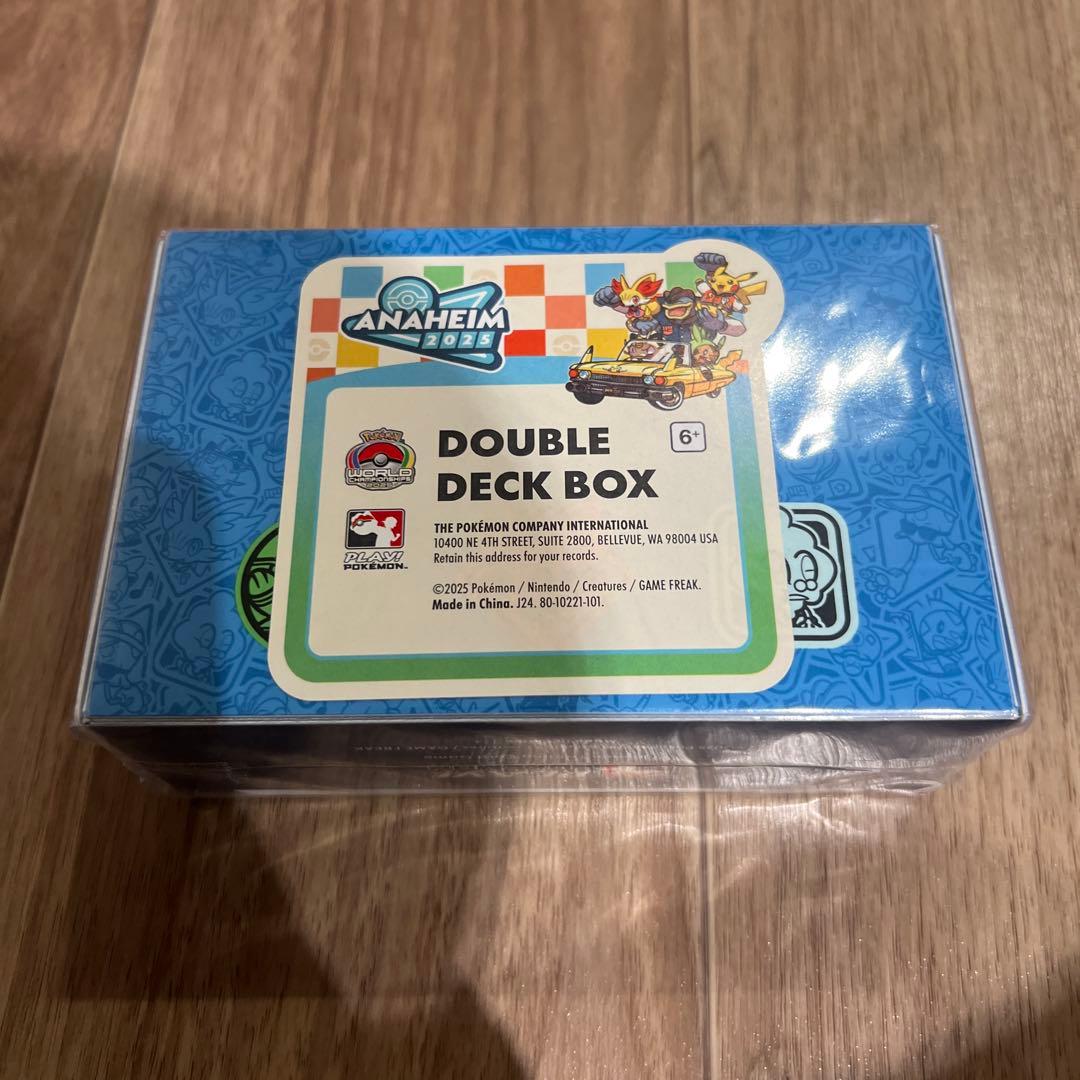 ANAHEIM
2025
Pokémon
WORLD
CHAMPIONSHIPS
2025
DOUBLE
DECK BOX
6+
PLAY!
POKÉMON™
THE POKÉMON COMPANY INTERNATIONAL
10400 NE 4TH STREET, SUITE 2800, BELLEVUE, WA 98004 USA
Retain this address for your records.
©2025 Pokémon / Nintendo / Creatures / GAME FREAK.
Made in China. J24. 80-10221-101.